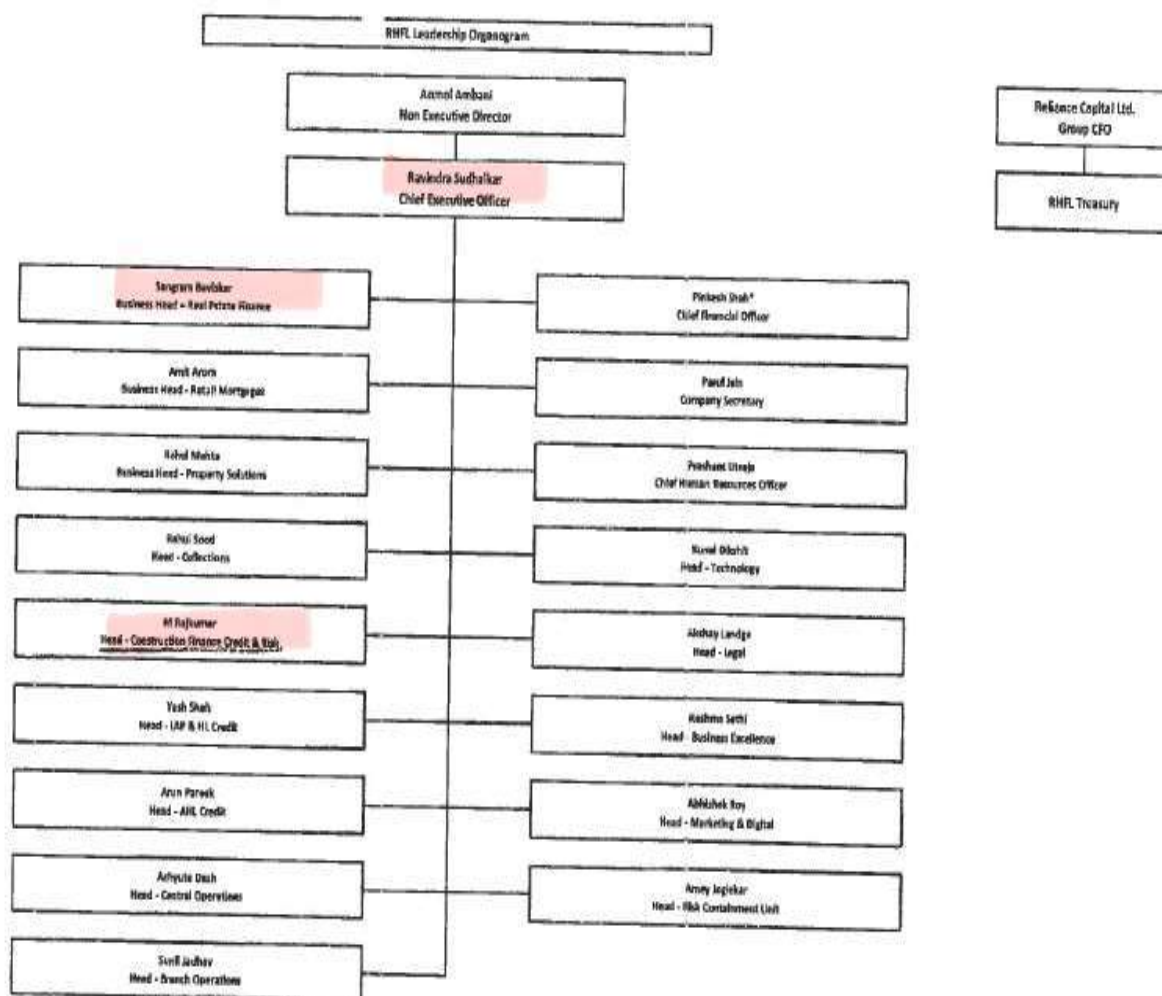 RHFL Leadership Organogram
Anmol Ambani
Non Executive Director
Reliance Capital Ltd.
Group CFO
Ravindra Sudhalkar
Chief Executive Officer
RHFL Treasury
Sangram Baviskar
Business Head - Real Estate Finance
Pinkesh Shah*
Chief Financial Officer
Amit Arora
Business Head - Retail Mortgages
Parul Jain
Company Secretary
Rahul Mehta
Business Head - Property Solutions
Prashant Utreja
Chief Human Resources Officer
Rahul Sood
Head - Collections
Dikshit
Head - Technology
M Rajkumar
Head - Construction Finance Credit & Risk
Akshay Landge
Head - Legal
Yash Shah
Head - LAP & HL Credit
Reshma Sethi
Head - Business Excellence
Arun Pareek
Head - AHL Credit
Abhishek Roy
Head - Marketing & Digital
Achyuta Dash
Head - Central Operations
Amey Joglekar
Head - Risk Containment Unit
Sunil Jadhav
Head - Branch Operations